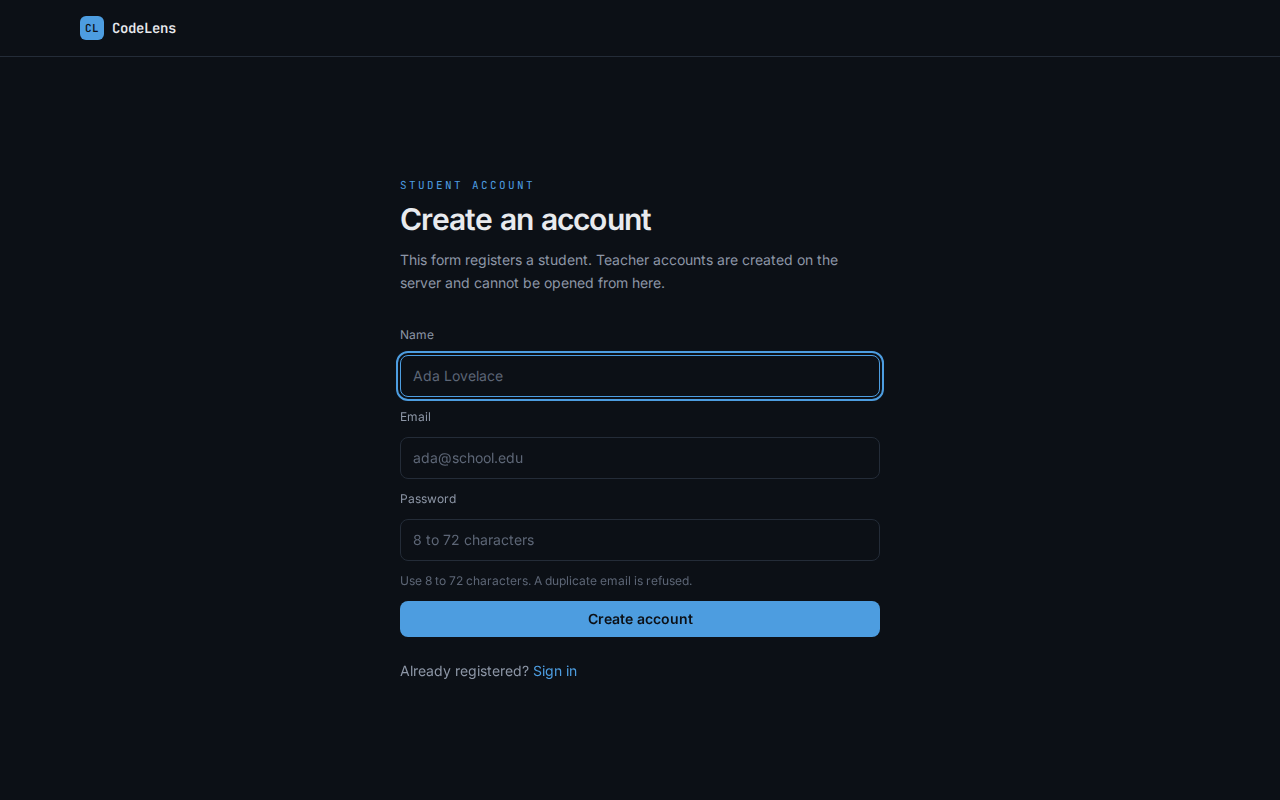 CL CodeLens
STUDENT ACCOUNT
Create an account
This form registers a student. Teacher accounts are created on the
server and cannot be opened from here.
Name
Ada Lovelace
Email
ada@school.edu
Password
8 to 72 characters
Use 8 to 72 characters. A duplicate email is refused.
Create account
Already registered? Sign in